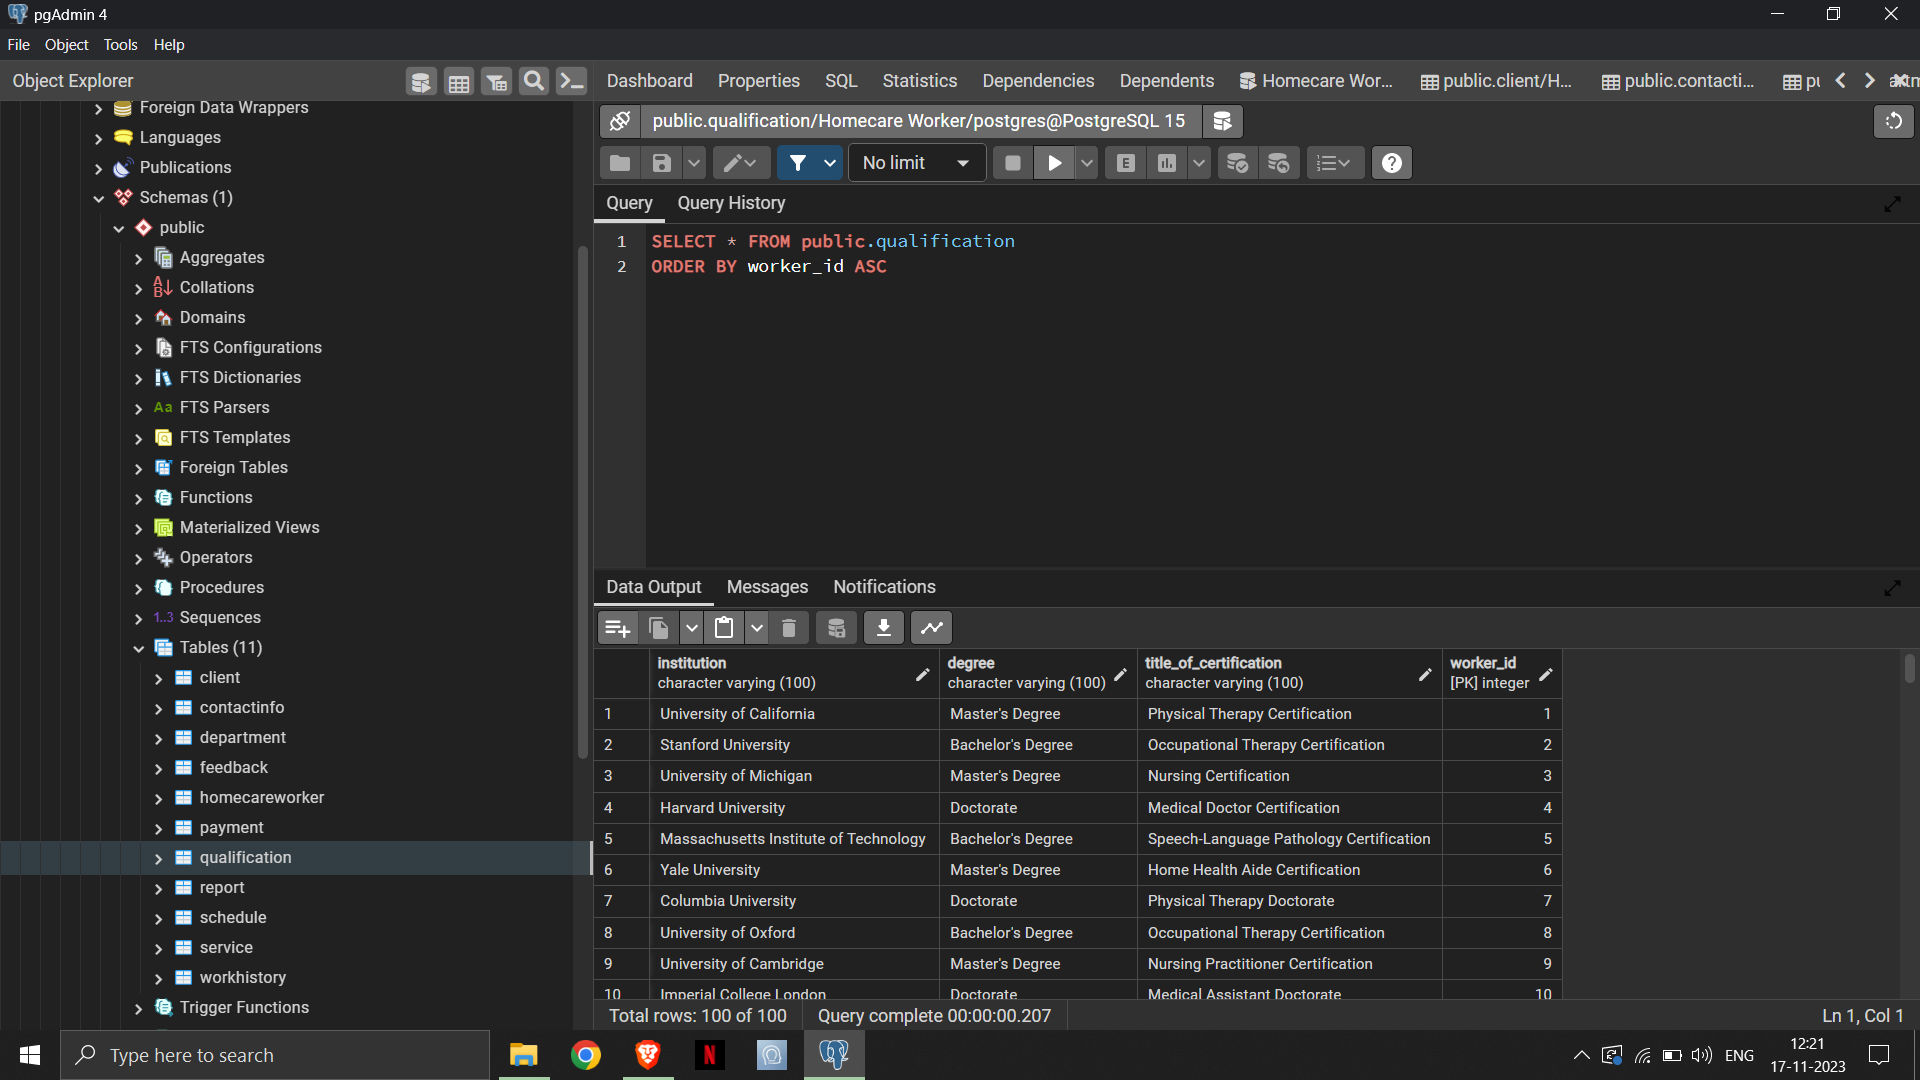 pgAdmin 4
File Object Tools Help
Object Explorer
Dashboard Properties SQL Statistics Dependencies Dependents Homecare Wor... public.client/H... public.contacti...
Foreign Data Wrappers
Languages
Publications
Schemas (1)
public
Aggregates
Collations
Domains
FTS Configurations
FTS Dictionaries
Aa FTS Parsers
FTS Templates
Foreign Tables
Functions
Materialized Views
Operators
Procedures
1..3 Sequences
Tables (11)
client
contactinfo
department
feedback
homecareworker
payment
qualification
report
schedule
service
workhistory
Trigger Functions
public.qualification/Homecare Worker/postgres@PostgreSQL 15
No limit
E
Query Query History
1 SELECT * FROM public.qualification
2 ORDER BY worker_id ASC
Data Output Messages Notifications
institution degree title_of_certification worker_id
character varying (100) character varying (100) character varying (100) [PK] integer
1 University of California Master's Degree Physical Therapy Certification 1
2 Stanford University Bachelor's Degree Occupational Therapy Certification 2
3 University of Michigan Master's Degree Nursing Certification 3
4 Harvard University Doctorate Medical Doctor Certification 4
5 Massachusetts Institute of Technology Bachelor's Degree Speech-Language Pathology Certification 5
6 Yale University Master's Degree Home Health Aide Certification 6
7 Columbia University Doctorate Physical Therapy Doctorate 7
8 University of Oxford Bachelor's Degree Occupational Therapy Certification 8
9 University of Cambridge Master's Degree Nursing Practitioner Certification 9
10 Imperial College London Doctorate Medical Assistant Doctorate 10
Total rows: 100 of 100 Query complete 00:00:00.207 Ln 1, Col 1
Type here to search
N
ENG
12:21
17-11-2023